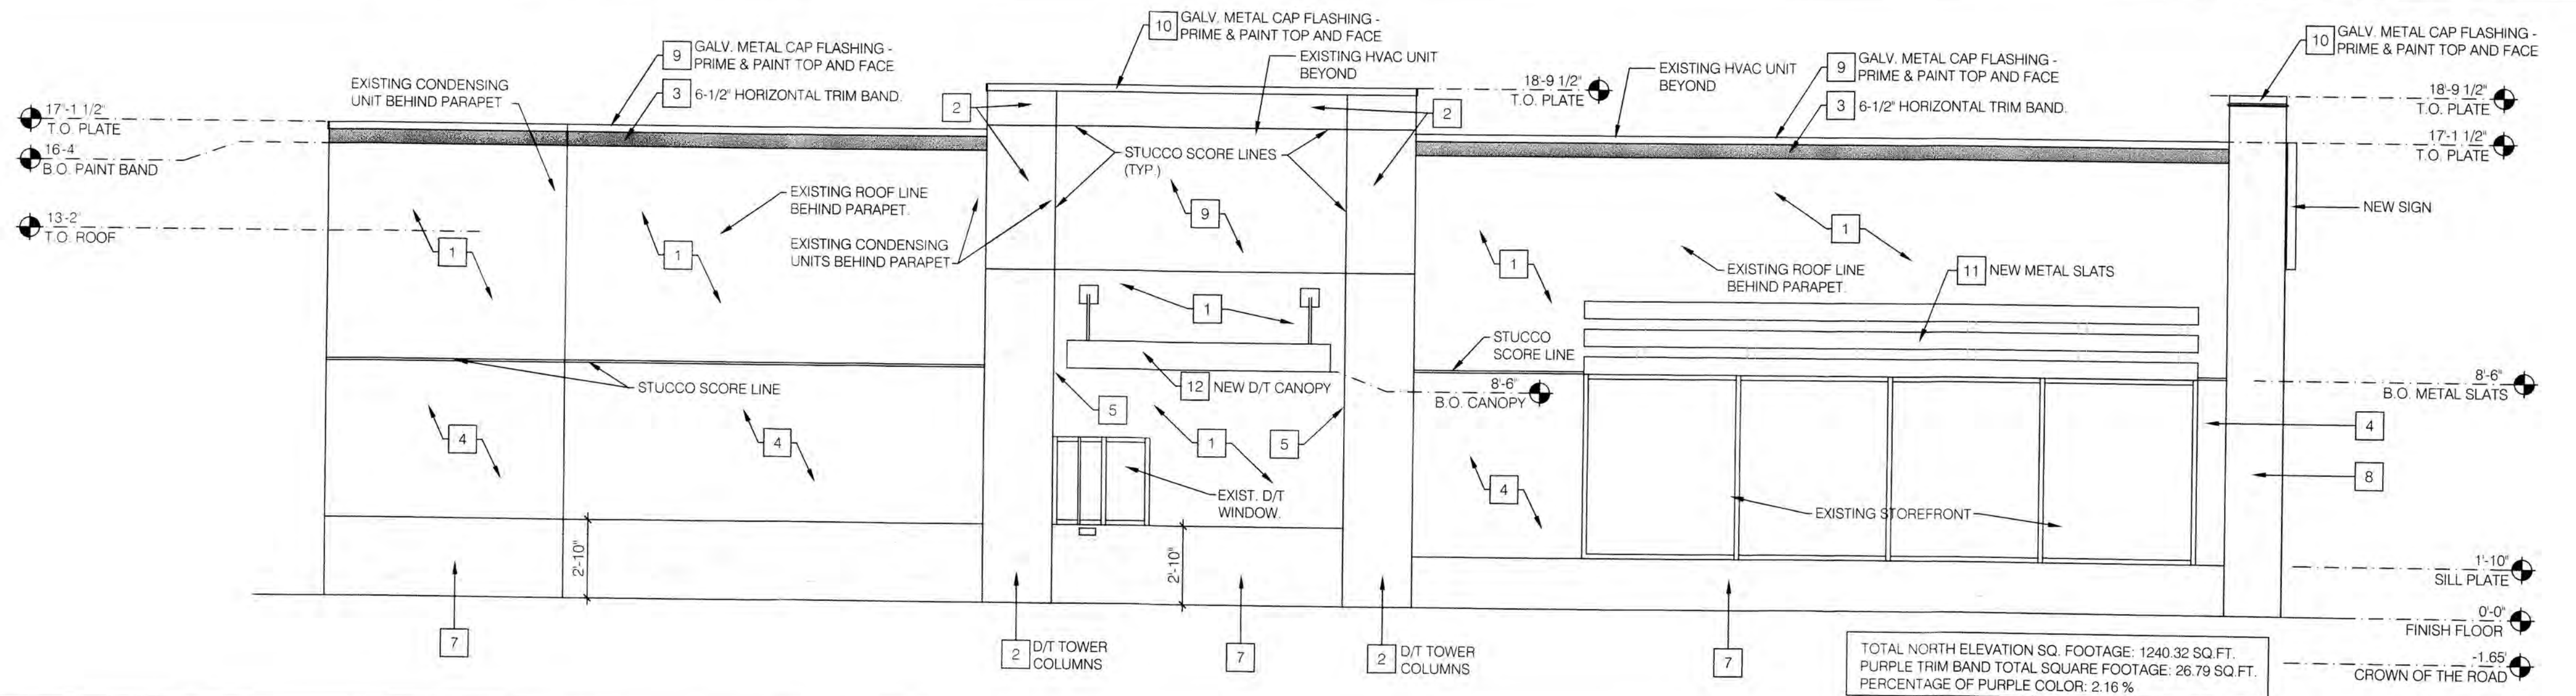 10
GALV. METAL CAP FLASHING -
PRIME & PAINT TOP AND FACE
9
GALV. METAL CAP FLASHING -
PRIME & PAINT TOP AND FACE
3
6-1/2" HORIZONTAL TRIM BAND.
EXISTING CONDENSING
UNIT BEHIND PARAPET
17'-1 1/2"
T.O. PLATE
16-4
B.O. PAINT BAND
13-2'
T.O. ROOF
EXISTING HVAC UNIT
BEYOND
2
2
18'-9 1/2"
T.O. PLATE
EXISTING HVAC UNIT
BEYOND
9
GALV. METAL CAP FLASHING -
PRIME & PAINT TOP AND FACE
3
6-1/2" HORIZONTAL TRIM BAND.
10
GALV. METAL CAP FLASHING -
PRIME & PAINT TOP AND FACE
18'-9 1/2"
T.O. PLATE
17'-1 1/2"
T.O. PLATE
NEW SIGN
STUCCO SCORE LINES
(TYP.)
EXISTING ROOF LINE
BEHIND PARAPET.
EXISTING CONDENSING
UNITS BEHIND PARAPET
1
1
9
1
1
EXISTING ROOF LINE
BEHIND PARAPET.
11
NEW METAL SLATS
1
STUCCO
SCORE LINE
STUCCO SCORE LINE
12
NEW D/T CANOPY
8'-6"
B.O. CANOPY
8'-6"
B.O. METAL SLATS
5
5
4
4
1
4
4
8
EXIST. D/T
WINDOW.
EXISTING STOREFRONT
2'-10"
2'-10"
1'-10"
SILL PLATE
0'-0"
FINISH FLOOR
-1.65'
CROWN OF THE ROAD
7
2
D/T TOWER
COLUMNS
7
2
D/T TOWER
COLUMNS
7
TOTAL NORTH ELEVATION SQ. FOOTAGE: 1240.32 SQ.FT.
PURPLE TRIM BAND TOTAL SQUARE FOOTAGE: 26.79 SQ.FT.
PERCENTAGE OF PURPLE COLOR: 2.16 %